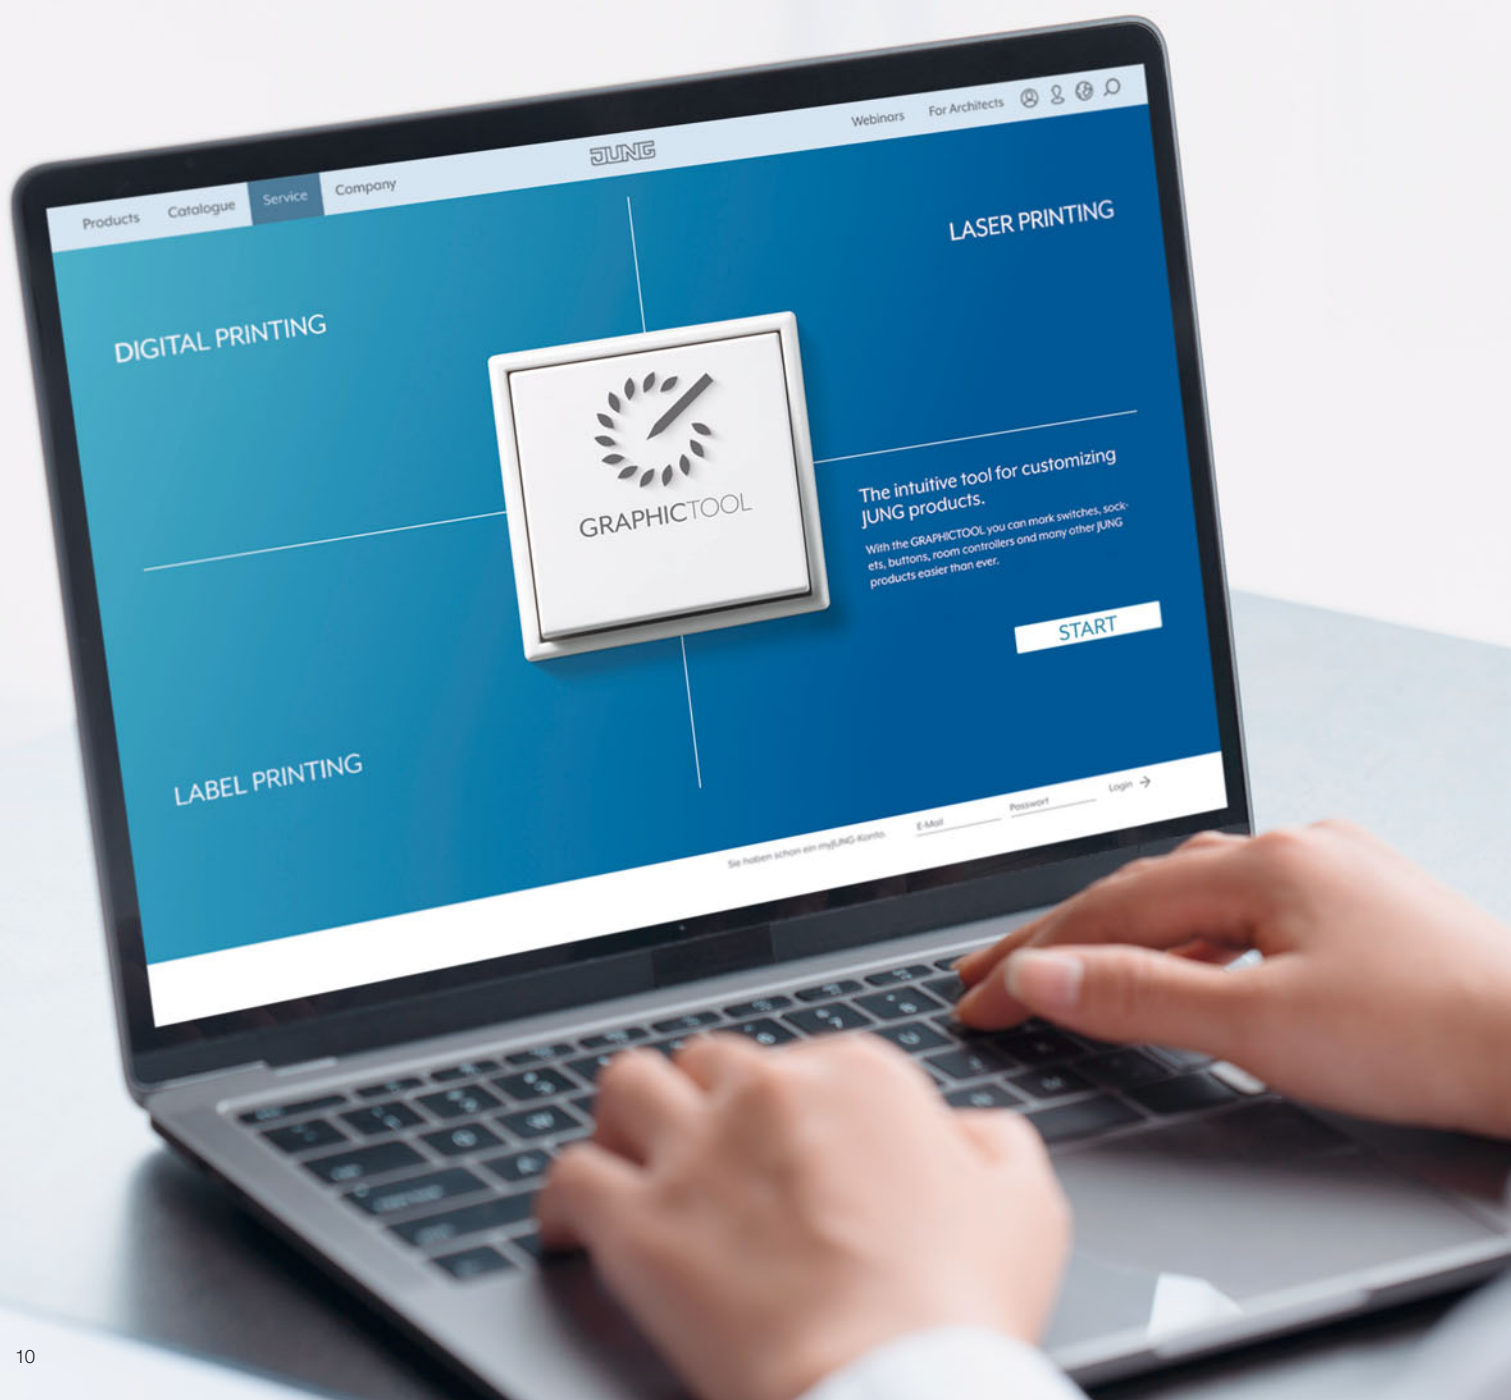 Products
Catalogue
Service
Company
JUNG
Webinars
For Architects
DIGITAL PRINTING
LASER PRINTING
GRAPHICTOOL
The intuitive tool for customizing
JUNG products.
With the GRAPHICTOOL you can mark switches, sock-
ets, buttons, room controllers and many other JUNG
products easier than ever.
START
LABEL PRINTING
Sie haben schon ein myJUNG-Konto.
E-Mail
Passwort
Login →
10